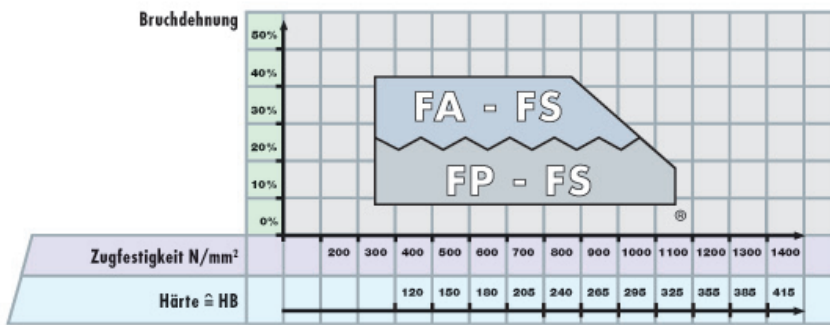 Bruchdehnung
50%
40%
30%
20%
10%
0%
FA - FS
FP - FS
®
Zugfestigkeit N/mm² 200 300 400 500 600 700 800 900 1000 1100 1200 1300 1400
Härte ≙ HB 120 150 180 205 240 265 295 325 355 385 415